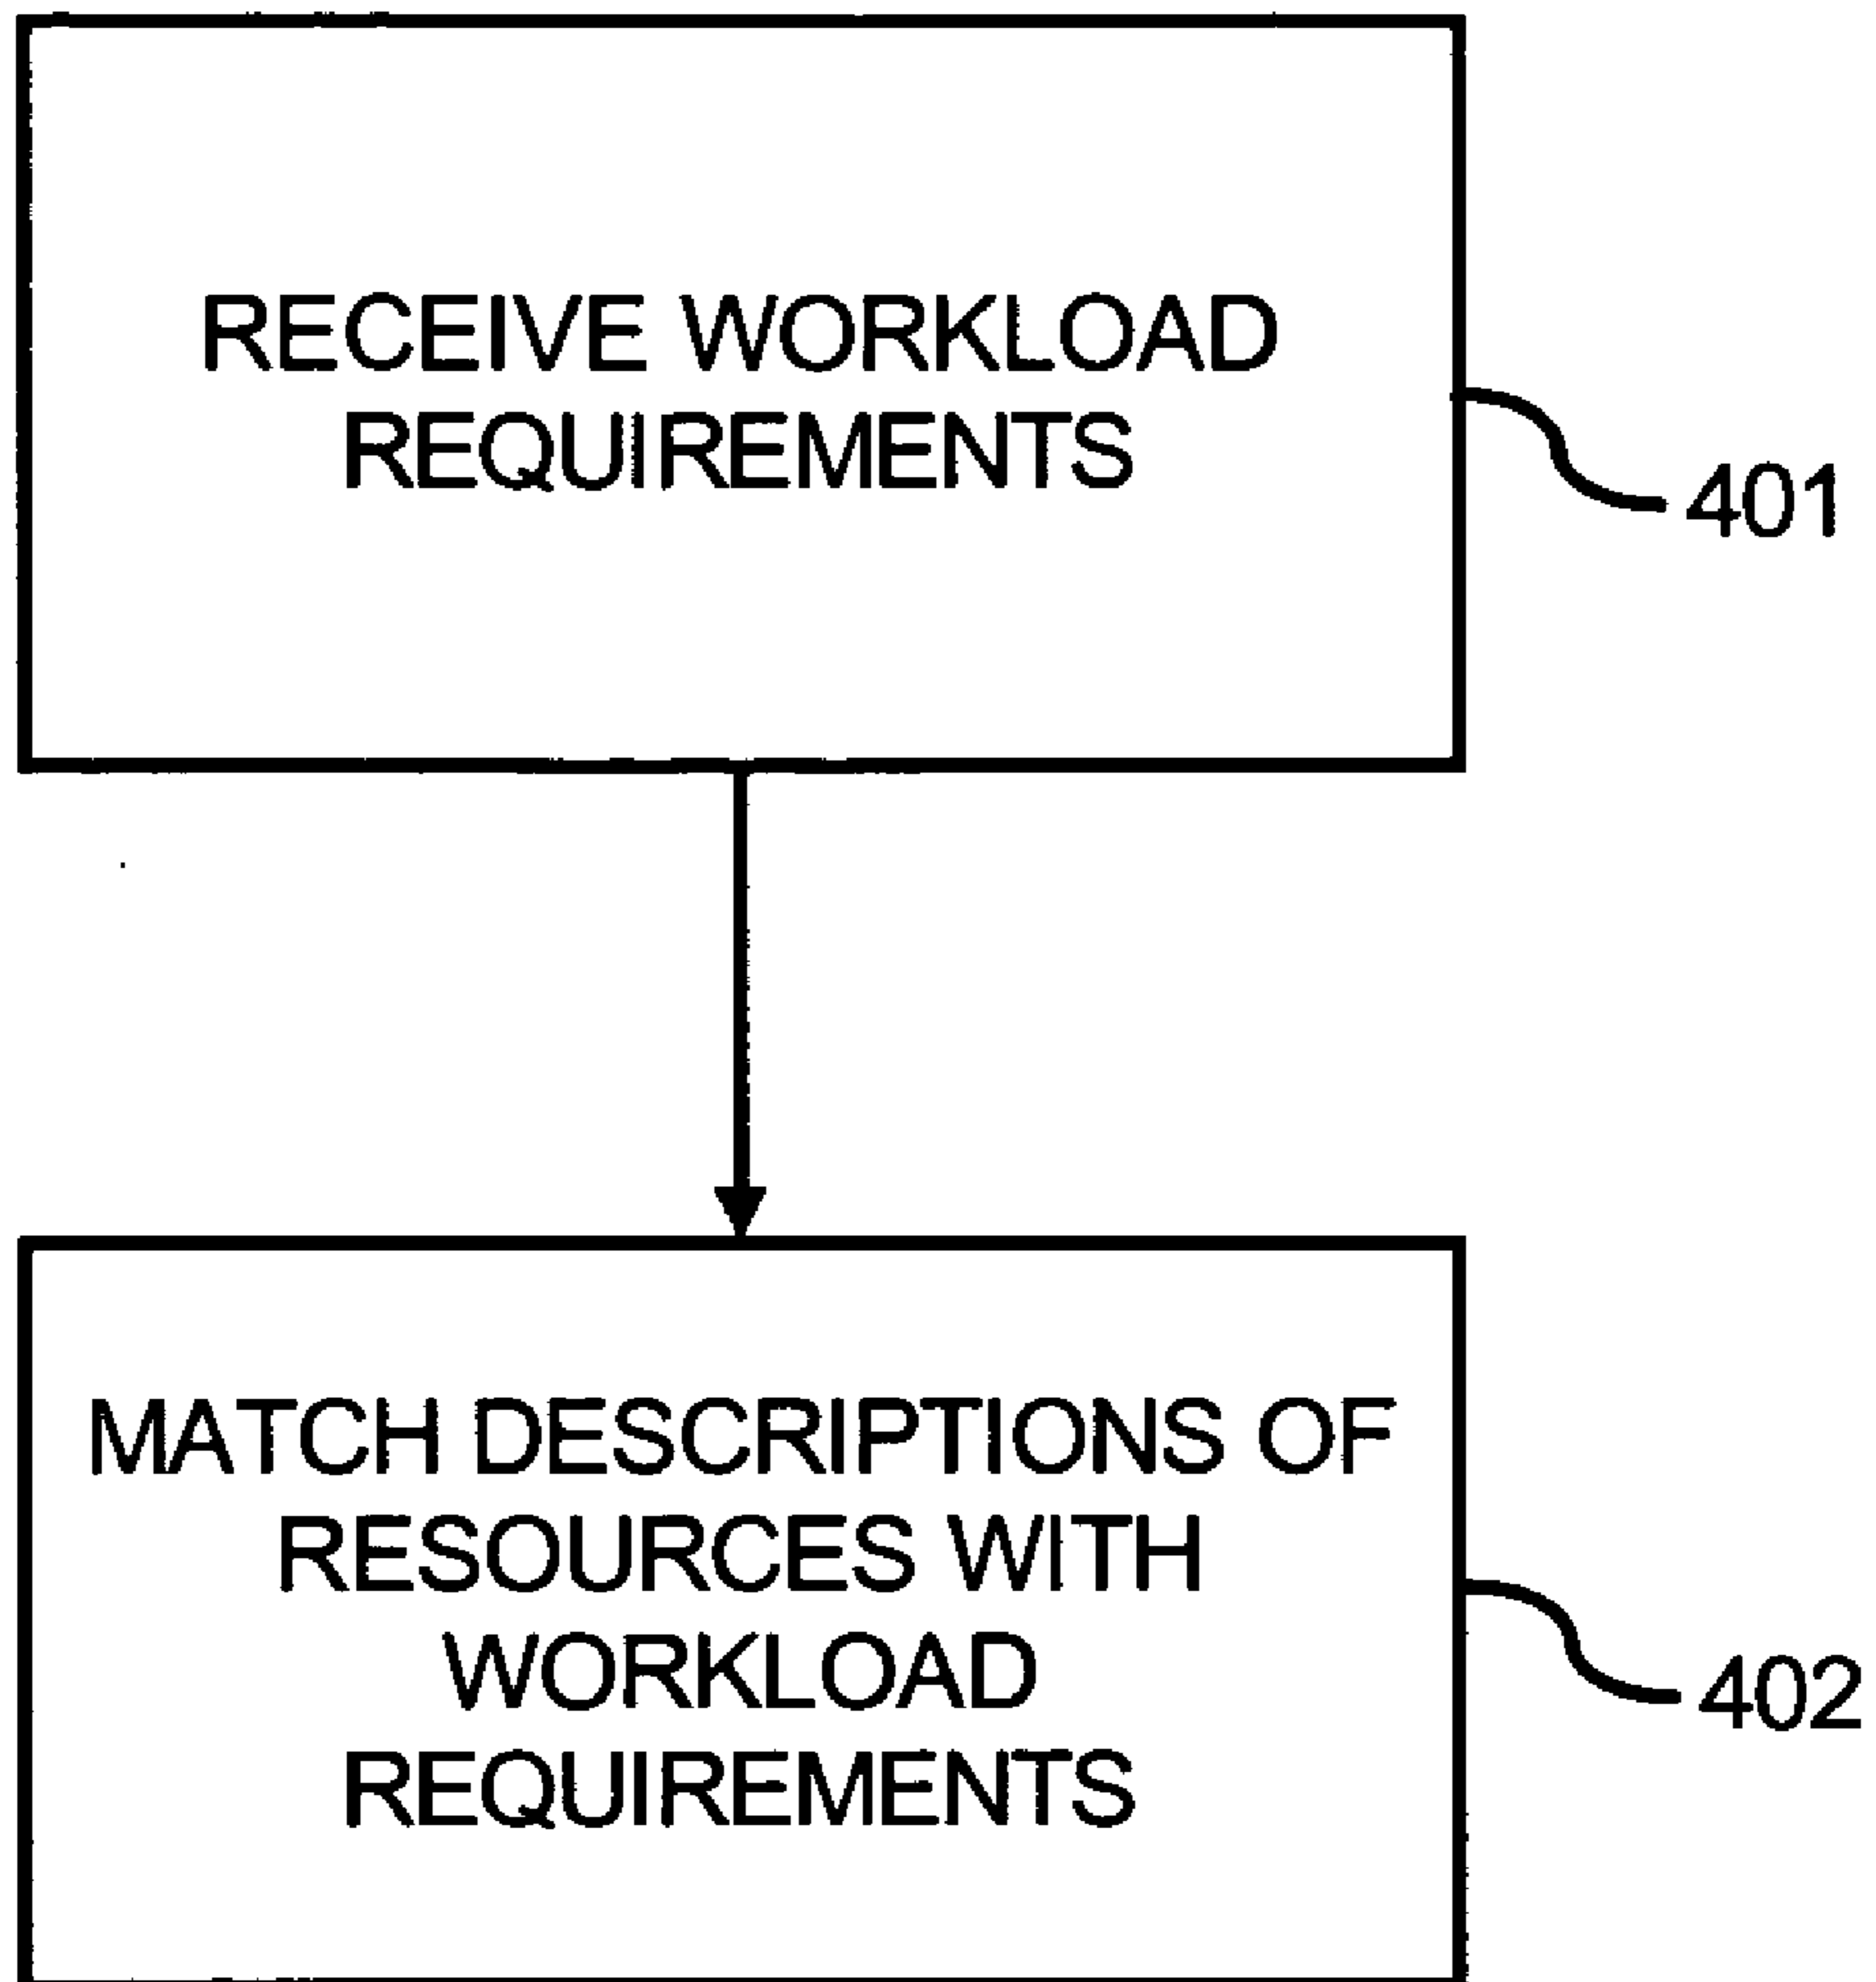 RECEIVE WORKLOAD
REQUIREMENTS
401
MATCH DESCRIPTIONS OF
RESOURCES WITH
WORKLOAD
REQUIREMENTS
402